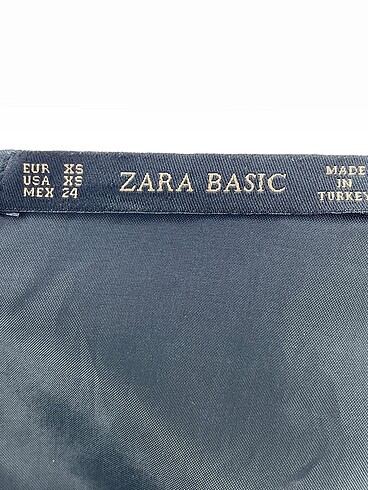 EUR XS
USA XS
MEX 24
ZARA BASIC
MADE
IN
TURKEY